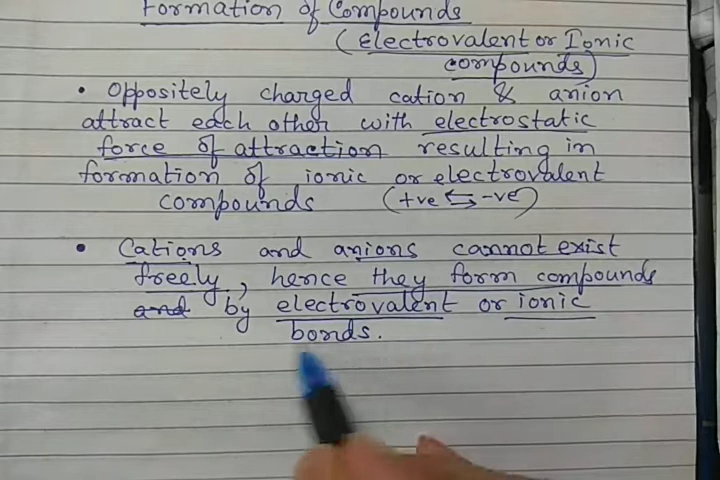 Formation of Compounds
(Electrovalent or Ionic
compounds)
• Oppositely charged cation & anion
attract each other with electrostatic
force of attraction resulting in
formation of ionic or electrovalent
compounds (+ve ⇆ -ve)
• Cations and anions cannot exist
freely, hence they form compounds
and by electrovalent or ionic
bonds.